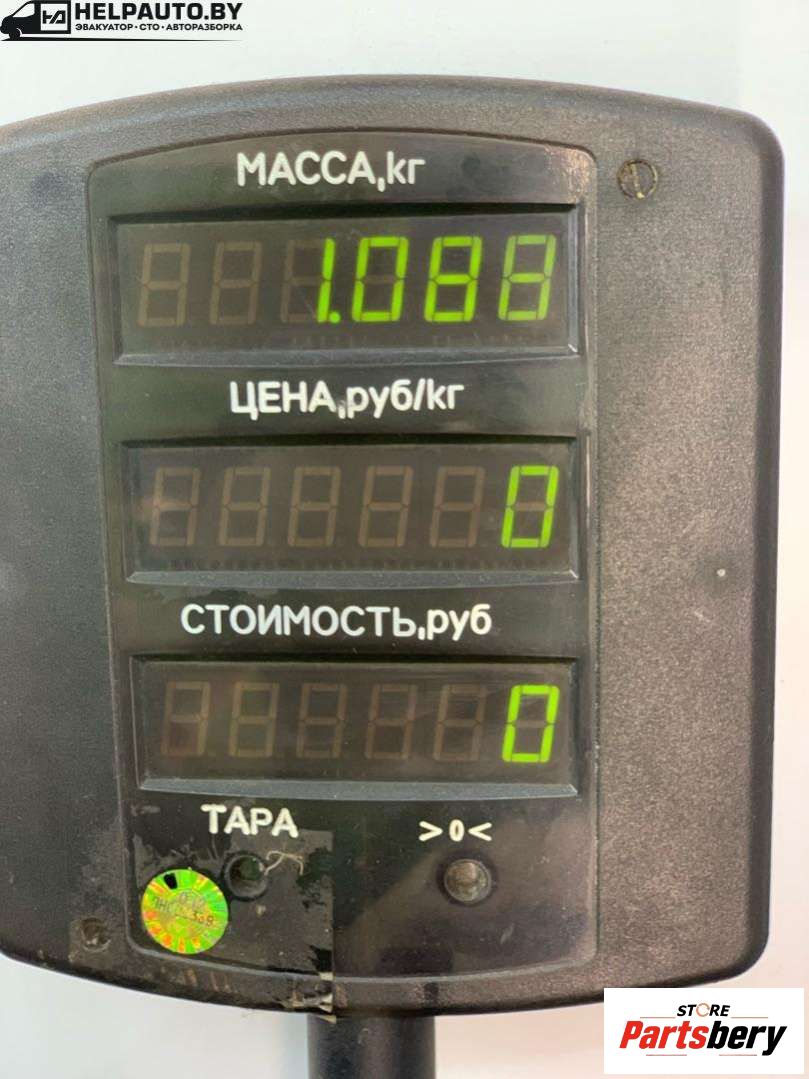 HELPAUTO.BY
ЭВАКУАТОР • СТО • АВТОРАЗБОРКА
МАССА,кг
1.088
ЦЕНА,руб/кг
0
СТОИМОСТЬ,руб
0
ТАРА >0<
STORE
Partsbery